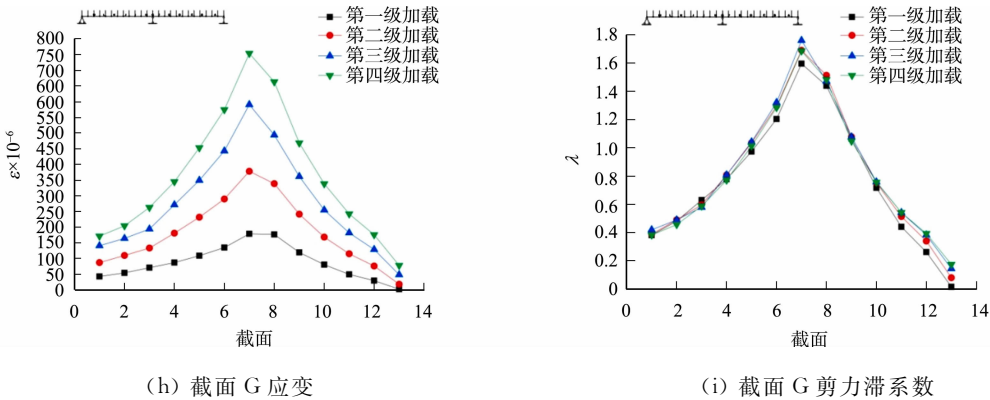 第一级加载
第二级加载
第三级加载
第四级加载
800
750
700
650
600
550
500
450
400
350
300
250
200
150
100
50
0
ε×10⁻⁶
0 2 4 6 8 10 12 14
截面
(h) 截面 G 应变
第一级加载
第二级加载
第三级加载
第四级加载
1.8
1.6
1.4
1.2
1.0
0.8
0.6
0.4
0.2
0
λ
0 2 4 6 8 10 12 14
截面
(i) 截面 G 剪力滞系数